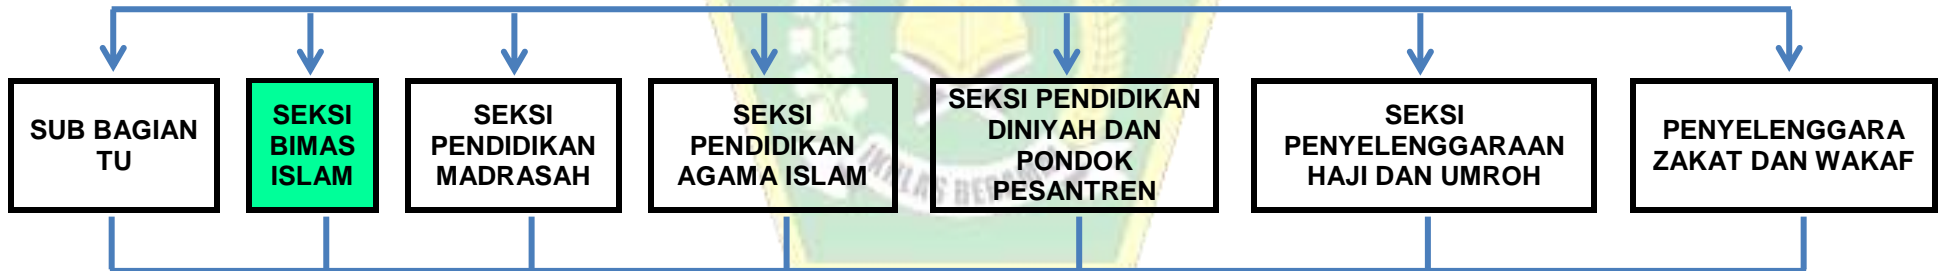 SUB BAGIAN
TU
SEKSI
BIMAS
ISLAM
SEKSI
PENDIDIKAN
MADRASAH
SEKSI
PENDIDIKAN
AGAMA ISLAM
SEKSI PENDIDIKAN
DINIYAH DAN
PONDOK
PESANTREN
SEKSI
PENYELENGGARAAN
HAJI DAN UMROH
PENYELENGGARA
ZAKAT DAN WAKAF